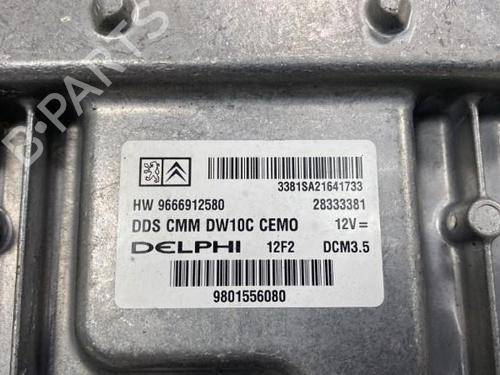 B-PARTS
3381SA21641733
HW 9666912580 28333381
DDS CMM DW10C CEMO 12V=
DELPHI 12F2 DCM3.5
9801556080